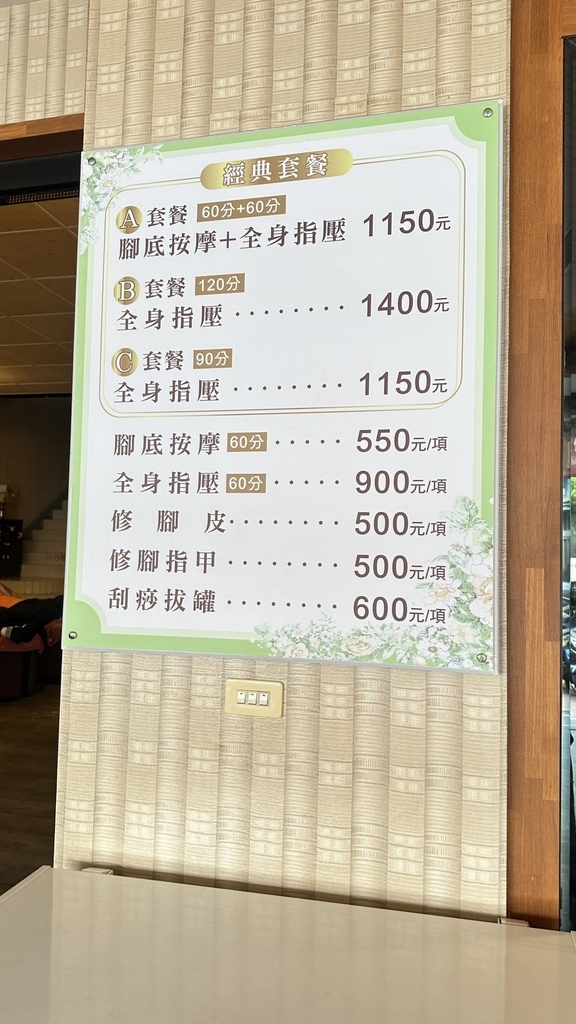 經典套餐
A 套餐 60分+60分
腳底按摩+全身指壓 1150元
B 套餐 120分
全身指壓 ········ 1400元
C 套餐 90分
全身指壓 ········ 1150元
腳底按摩 60分 ····· 550元/項
全身指壓 60分 ····· 900元/項
修 腳 皮 ········ 500元/項
修腳指甲 ········ 500元/項
刮痧拔罐 ········ 600元/項